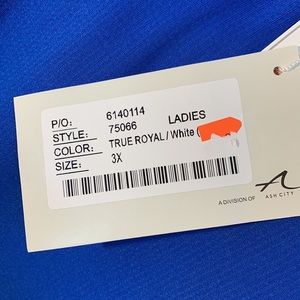 P/O: 6140114
STYLE: 75066 LADIES
COLOR: TRUE ROYAL / White
SIZE: 3X
A DIVISION OF ASH CITY